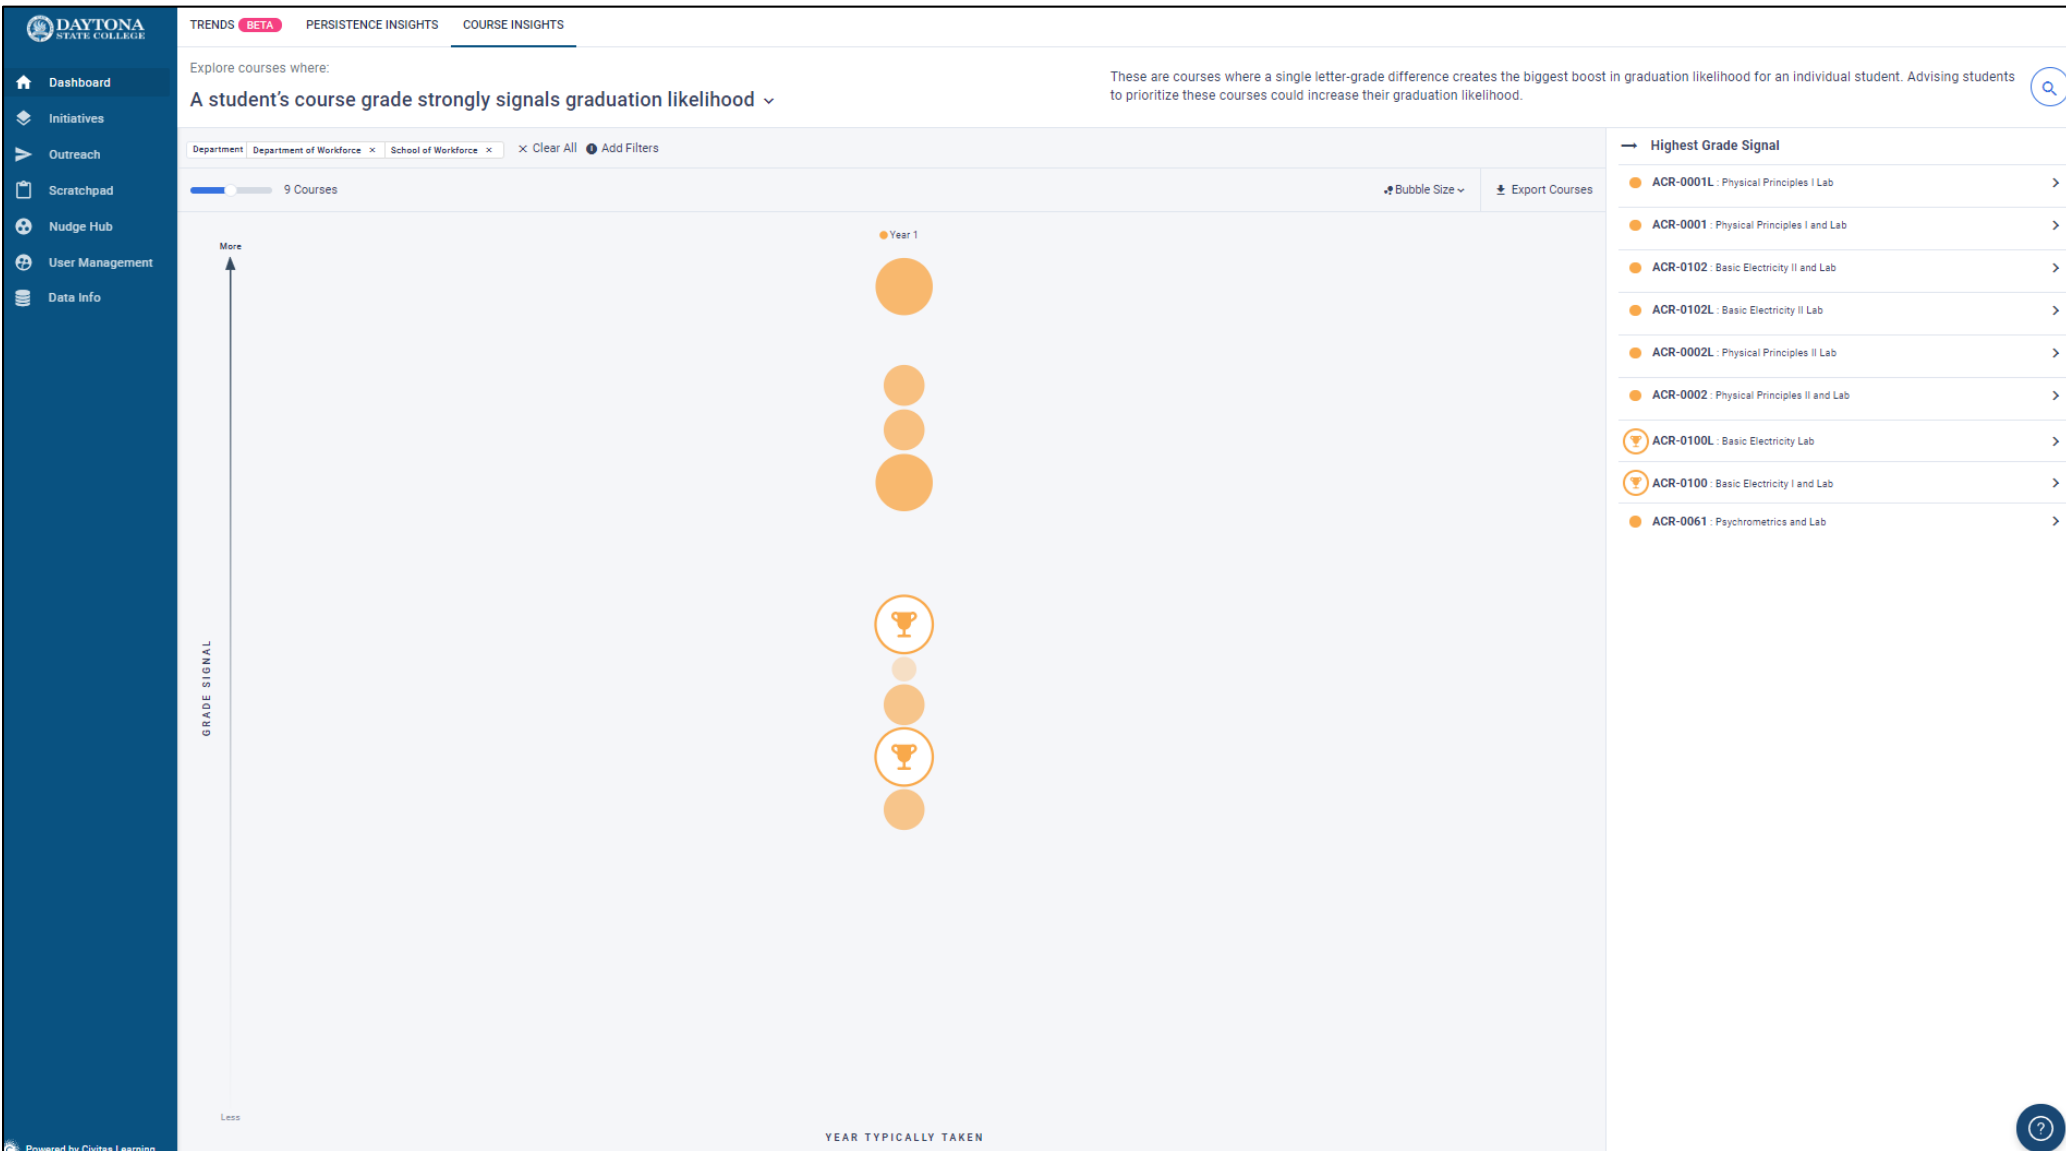 DAYTONA
STATE COLLEGE
Dashboard
Initiatives
Outreach
Scratchpad
Nudge Hub
User Management
Data Info
Powered by Civitas Learning
TRENDS BETA PERSISTENCE INSIGHTS COURSE INSIGHTS
Explore courses where:
A student's course grade strongly signals graduation likelihood
These are courses where a single letter-grade difference creates the biggest boost in graduation likelihood for an individual student. Advising students
to prioritize these courses could increase their graduation likelihood.
Department Department of Workforce × School of Workforce × × Clear All Add Filters
9 Courses Bubble Size Export Courses
Year 1
More
GRADE SIGNAL
Less
YEAR TYPICALLY TAKEN
Highest Grade Signal
ACR-0001L : Physical Principles I Lab
ACR-0001 : Physical Principles I and Lab
ACR-0102 : Basic Electricity II and Lab
ACR-0102L : Basic Electricity II Lab
ACR-0002L : Physical Principles II Lab
ACR-0002 : Physical Principles II and Lab
ACR-0100L : Basic Electricity Lab
ACR-0100 : Basic Electricity I and Lab
ACR-0061 : Psychrometrics and Lab